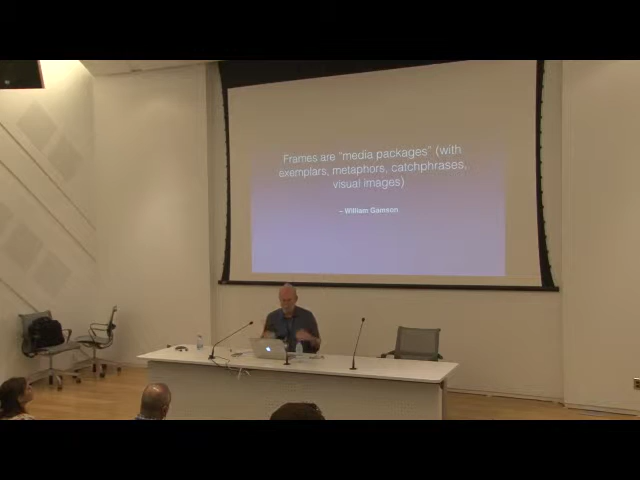 Frames are "media packages" (with
exemplars, metaphors, catchphrases,
visual images)
– William Gamson